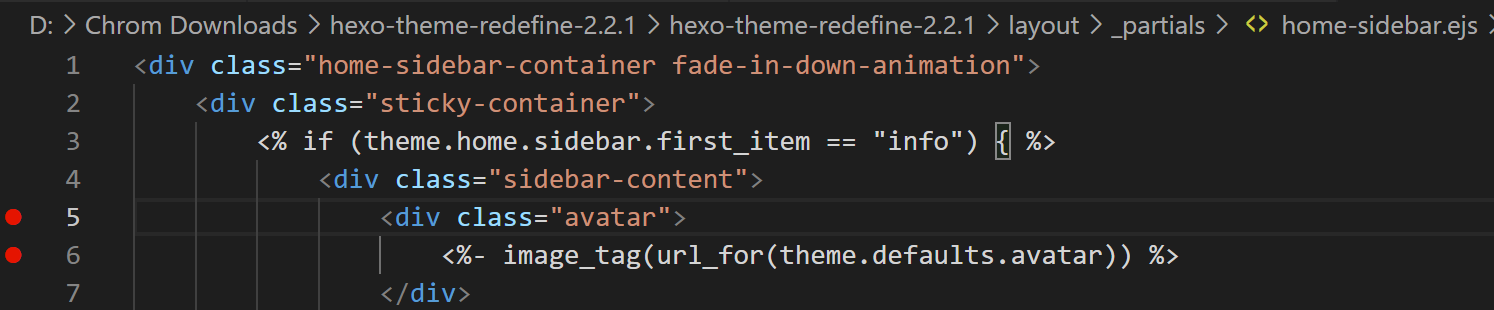 D: > Chrom Downloads > hexo-theme-redefine-2.2.1 > hexo-theme-redefine-2.2.1 > layout > _partials > <> home-sidebar.ejs >
1 <div class="home-sidebar-container fade-in-down-animation">
2 <div class="sticky-container">
3 <% if (theme.home.sidebar.first_item == "info") { %>
4 <div class="sidebar-content">
5 <div class="avatar">
6 <%- image_tag(url_for(theme.defaults.avatar)) %>
7 </div>